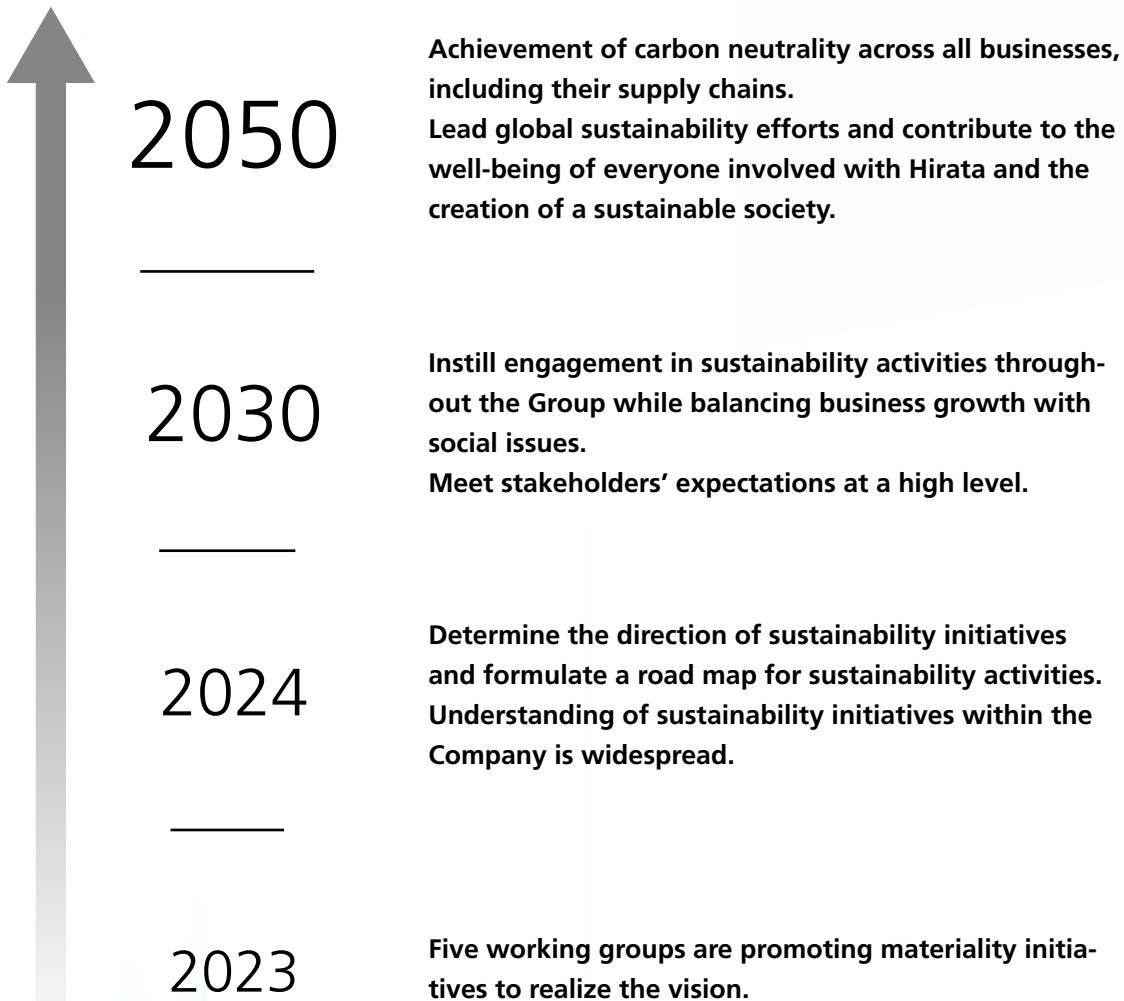 2050
Achievement of carbon neutrality across all businesses,
including their supply chains.
Lead global sustainability efforts and contribute to the
well-being of everyone involved with Hirata and the
creation of a sustainable society.
2030
Instill engagement in sustainability activities through-
out the Group while balancing business growth with
social issues.
Meet stakeholders’ expectations at a high level.
2024
Determine the direction of sustainability initiatives
and formulate a road map for sustainability activities.
Understanding of sustainability initiatives within the
Company is widespread.
2023
Five working groups are promoting materiality initia-
tives to realize the vision.